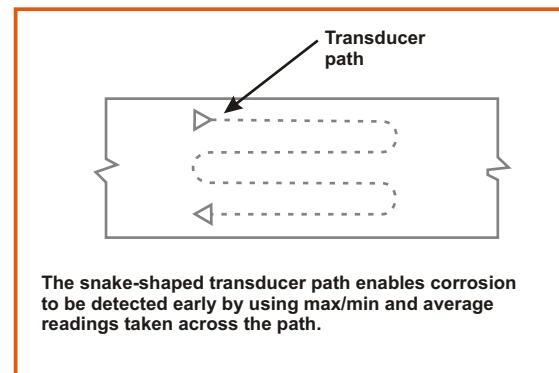 Transducer
path
The snake-shaped transducer path enables corrosion
to be detected early by using max/min and average
readings taken across the path.